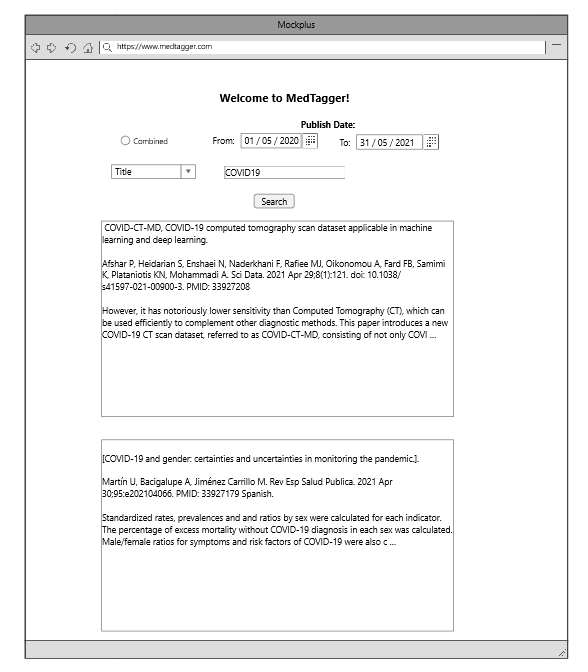 Mockplus
https://www.medtagger.com
Welcome to MedTagger!
Publish Date:
Combined From: 01 / 05 / 2020 To: 31 / 05 / 2021
Title COVID19
Search
COVID-CT-MD, COVID-19 computed tomography scan dataset applicable in machine
learning and deep learning.
Afshar P, Heidarian S, Enshaei N, Naderkhani F, Rafiee MJ, Oikonomou A, Fard FB, Samimi
K, Plataniotis KN, Mohammadi A. Sci Data. 2021 Apr 29;8(1):121. doi: 10.1038/
s41597-021-00900-3. PMID: 33927208
However, it has notoriously lower sensitivity than Computed Tomography (CT), which can
be used efficiently to complement other diagnostic methods. This paper introduces a new
COVID-19 CT scan dataset, referred to as COVID-CT-MD, consisting of not only COVI ...
[COVID-19 and gender: certainties and uncertainties in monitoring the pandemic.].
Martín U, Bacigalupe A, Jiménez Carrillo M. Rev Esp Salud Publica. 2021 Apr
30;95:e202104066. PMID: 33927179 Spanish.
Standardized rates, prevalences and and ratios by sex were calculated for each indicator.
The percentage of excess mortality without COVID-19 diagnosis in each sex was calculated.
Male/female ratios for symptoms and risk factors of COVID-19 were also c ...